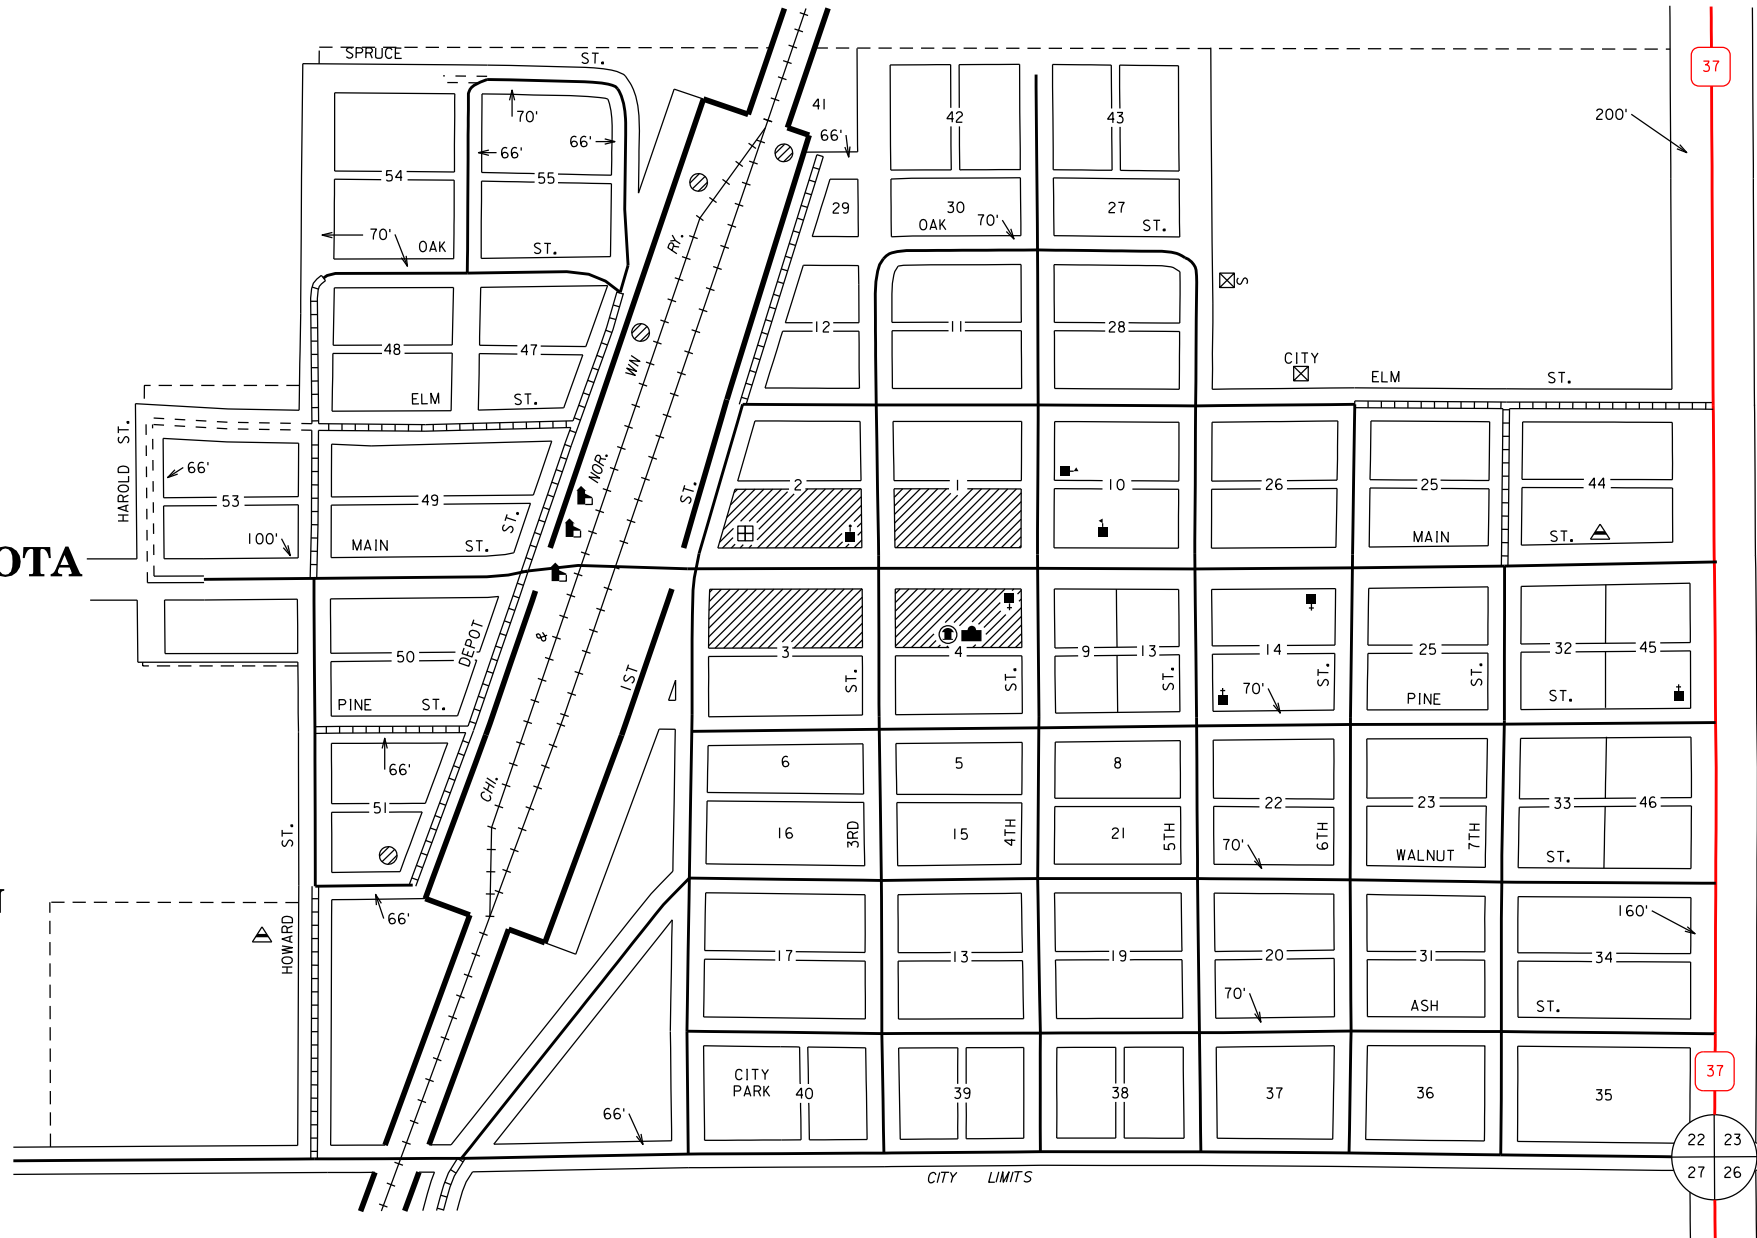 SPRUCE ST.
37
41
42
43
200'
70'
66'
66'
66'
54
55
29
30
27
OAK 70' ST.
70'
OAK ST.
RY.
S
12
11
28
48
47
WN
CITY
ELM ST.
ELM ST.
HAROLD ST.
66'
53
49
NOR.
ST.
2
1
10
26
25
44
100'
MAIN ST.
ST.
MAIN ST.
OTA
50
DEPOT
&
1ST
3
4
9
13
14
25
32
45
ST.
ST.
ST.
ST.
ST.
PINE ST.
70'
PINE ST.
66'
CHI.
6
5
8
51
22
23
33
46
ST.
16
3RD
15
4TH
21
5TH
70'
6TH
WALNUT
7TH
ST.
66'
HOWARD
160'
17
13
19
20
31
34
70'
ASH ST.
CITY
PARK
40
39
38
37
36
35
37
66'
22 23
27 26
CITY LIMITS